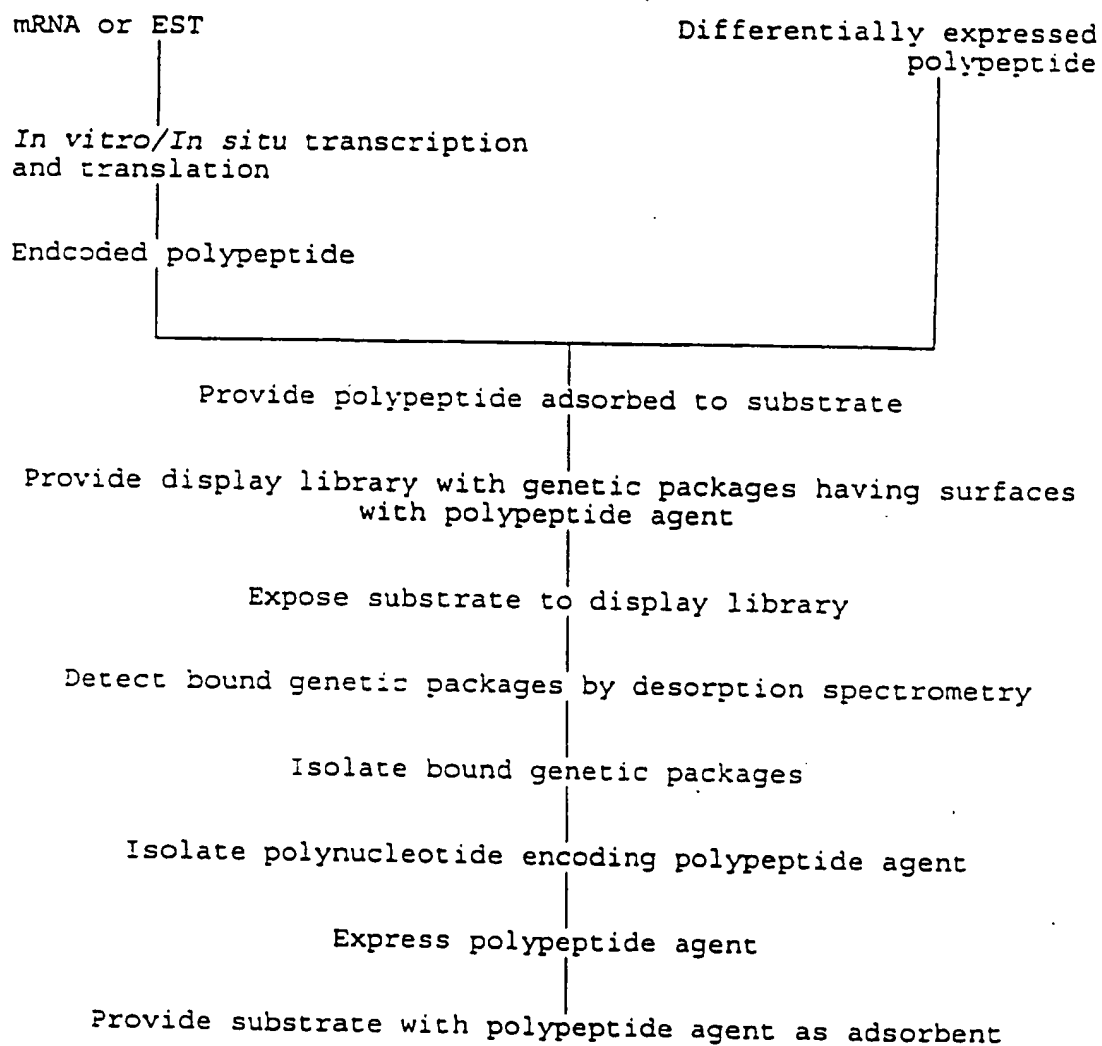 mRNA or EST
Differentially expressed
polypeptide
In vitro/In situ transcription
and translation
Endcoded polypeptide
Provide polypeptide adsorbed to substrate
Provide display library with genetic packages having surfaces
with polypeptide agent
Expose substrate to display library
Detect bound genetic packages by desorption spectrometry
Isolate bound genetic packages
Isolate polynucleotide encoding polypeptide agent
Express polypeptide agent
Provide substrate with polypeptide agent as adsorbent